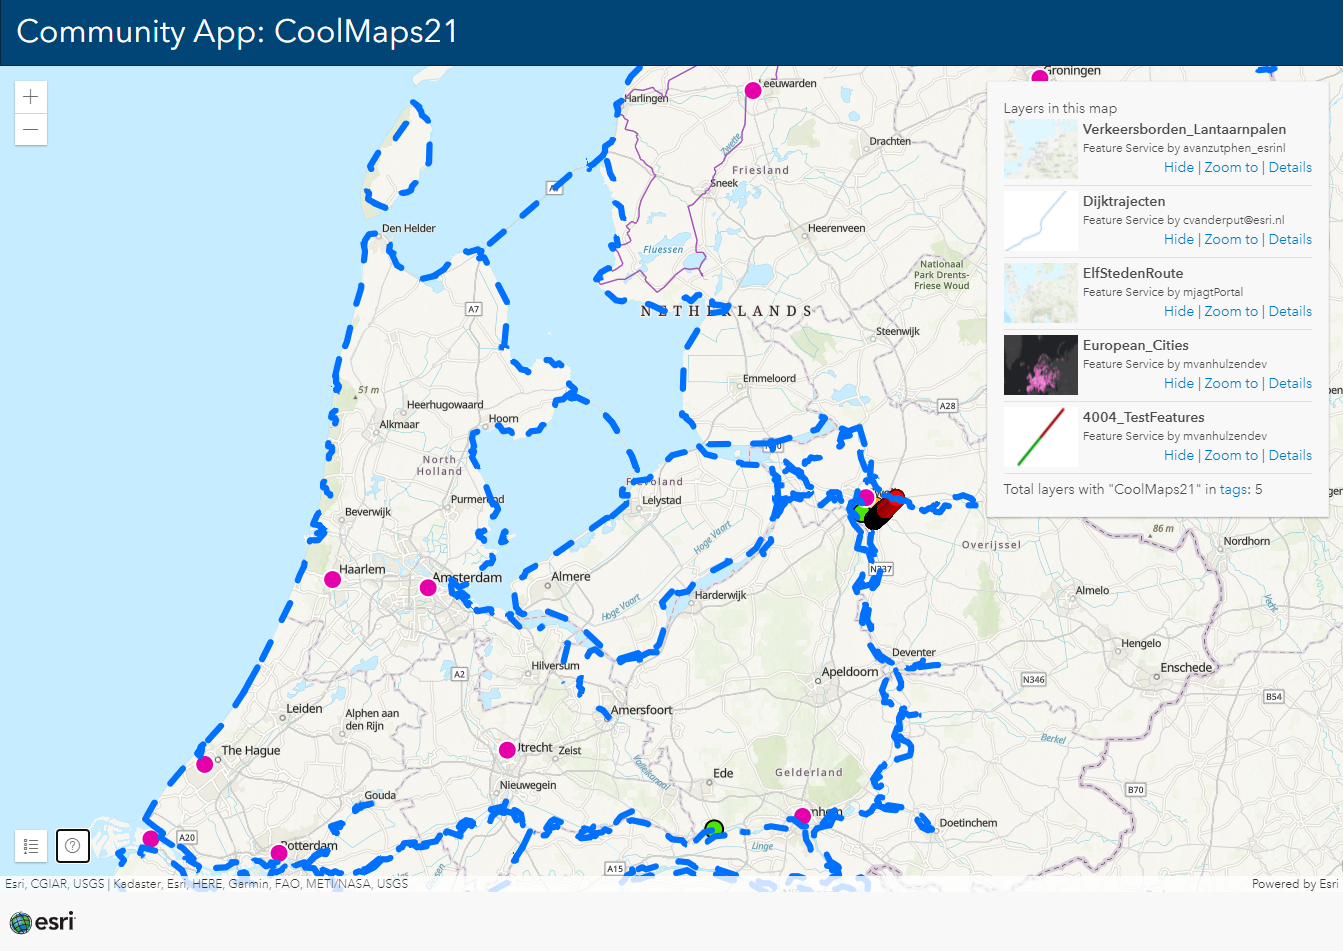 Community App: CoolMaps21
Groningen
Leeuwarden
Harlingen
Zwette
Drachten
Friesland
Sneek
Den Helder
Heerenveen
Fluessen
Nationaal
Park Drents-
Friese Woud
A7
NETHERLANDS
Steenwijk
Emmeloord
51 m
A28
Heerhugowaard
Hoorn
Alkmaar
North
Holland
Flevoland
Lelystad
Purmerend
Beverwijk
Hoge Vaart
86 m
Nordhorn
Overijssel
N337
Haarlem
Amsterdam
Almere
Hoge Vaart
Harderwijk
Almelo
Vecht
Hengelo
Deventer
Hilversum
Enschede
A2
Apeldoorn
N346
B54
Leiden
Alphen aan
den Rijn
Amersfoort
Berkel
The Hague
Utrecht
Zeist
Valleikanaal
Ede
Gelderland
Nieuwegein
B70
Gouda
Arnhem
Doetinchem
A20
Rotterdam
Linge
A15
Layers in this map
Verkeersborden_Lantaarnpalen
Feature Service by avanzutphen_esrinl
Hide | Zoom to | Details
Dijktrajecten
Feature Service by cvanderput@esri.nl
Hide | Zoom to | Details
ElfStedenRoute
Feature Service by mjagtPortal
Hide | Zoom to | Details
European_Cities
Feature Service by mvanhulzendev
Hide | Zoom to | Details
4004_TestFeatures
Feature Service by mvanhulzendev
Hide | Zoom to | Details
Total layers with "CoolMaps21" in tags: 5
Esri, CGIAR, USGS | Kadaster, Esri, HERE, Garmin, FAO, METI/NASA, USGS
Powered by Esri
esri